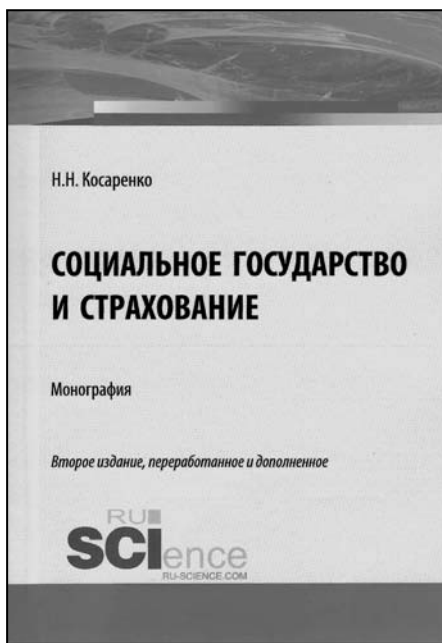 Н.Н. Косаренко
СОЦИАЛЬНОЕ ГОСУДАРСТВО
И СТРАХОВАНИЕ
Монография
Второе издание, переработанное и дополненное
RU
SCIence
RU-SCIENCE.COM